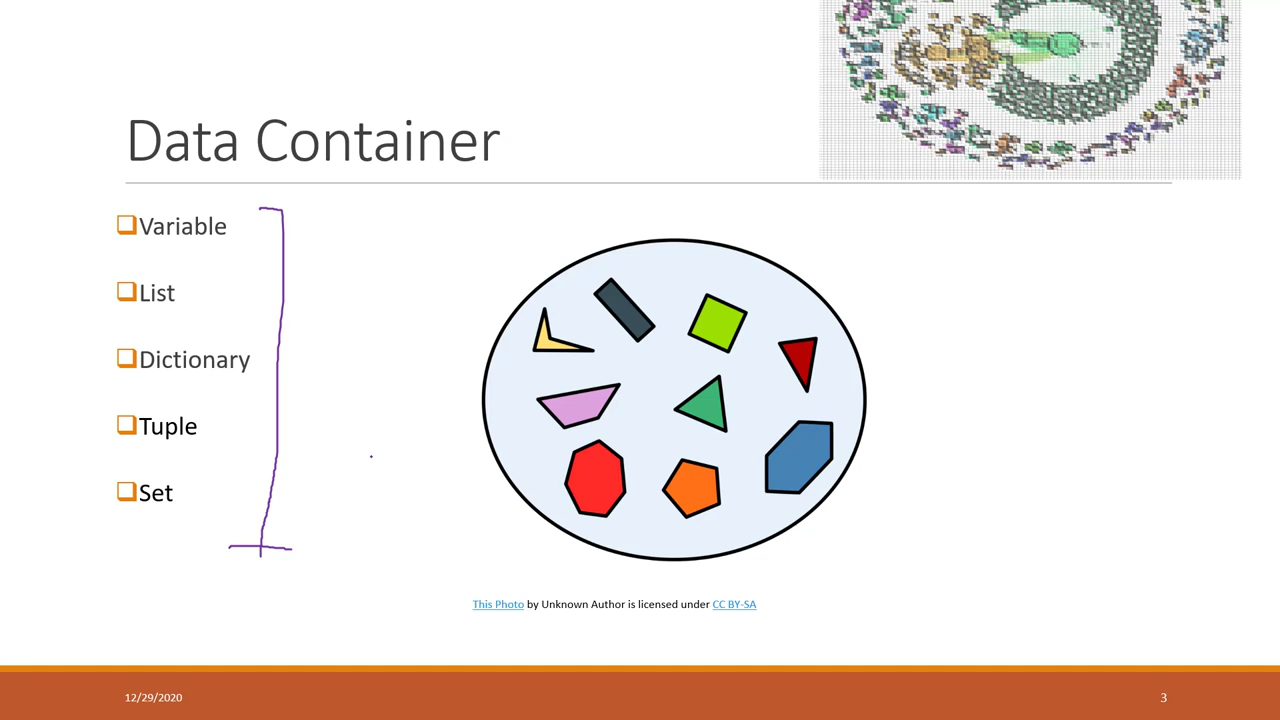 Data Container
Variable
List
Dictionary
Tuple
Set
This Photo by Unknown Author is licensed under CC BY-SA
12/29/2020
3